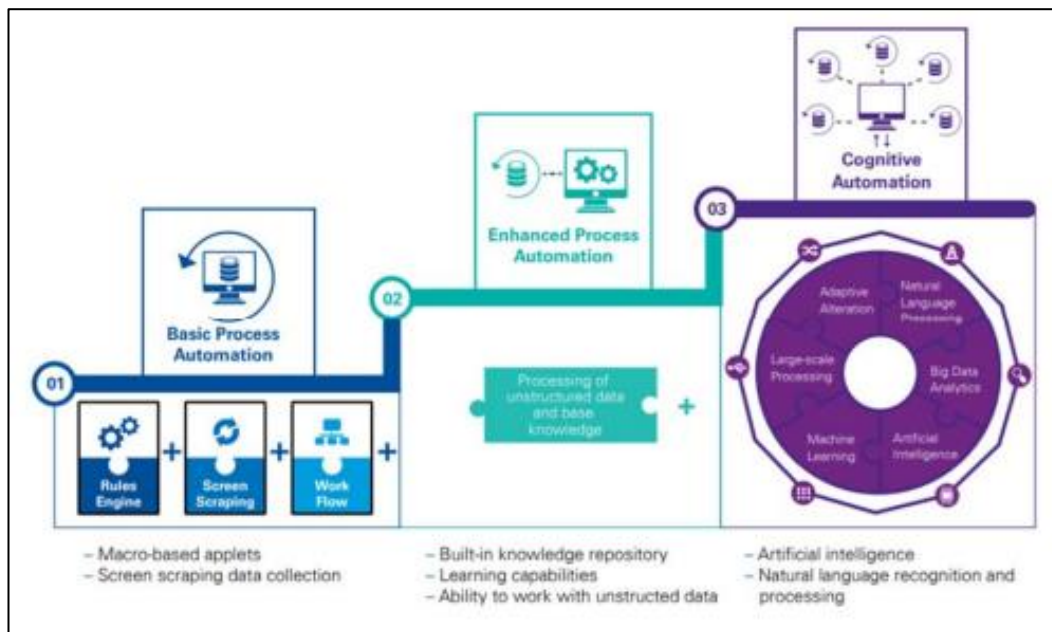 01
Basic Process
Automation
Rules
Engine
+
Screen
Scraping
+
Work
Flow
+
– Macro-based applets
– Screen scraping data collection
02
Enhanced Process
Automation
Processing of
unstructured data
and base
knowledge
+
– Built-in knowledge repository
– Learning capabilities
– Ability to work with unstructed data
03
Cognitive
Automation
Adaptive
Alteration
Natural
Language
Processing
Large-scale
Processing
Big Data
Analytics
Machine
Learning
Artificial
Intelligence
– Artificial intelligence
– Natural language recognition and
processing